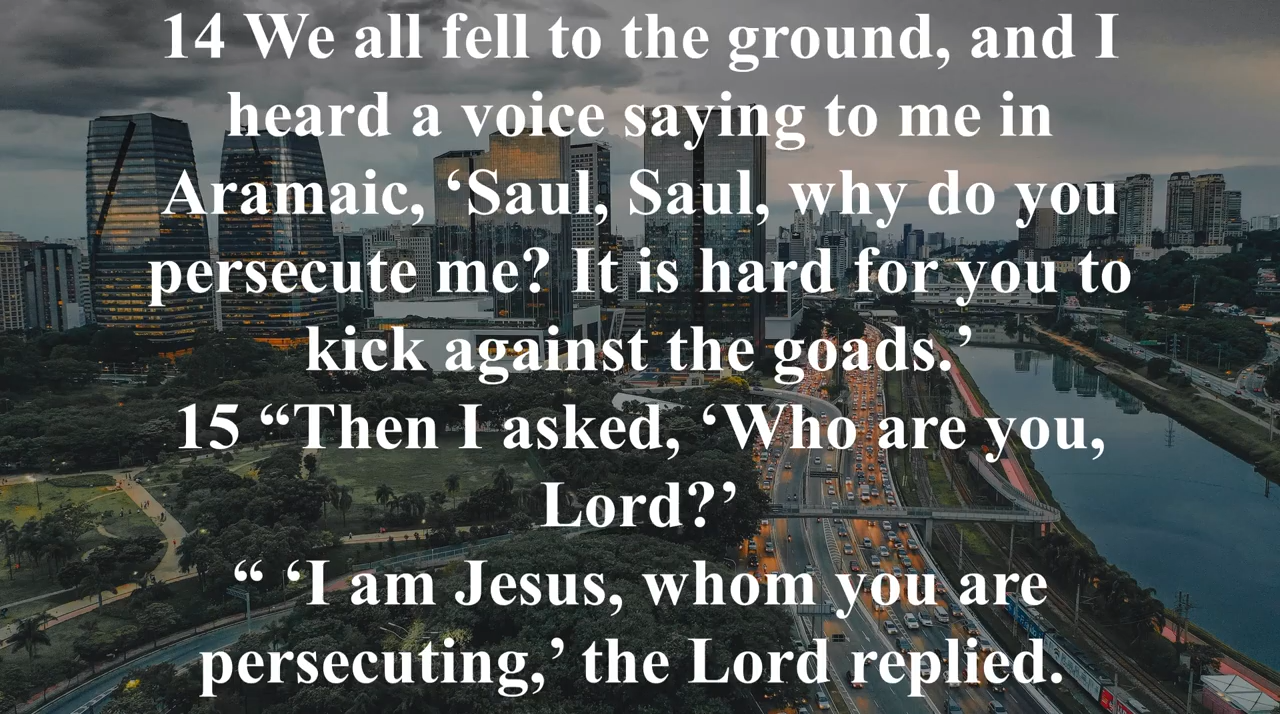 14 We all fell to the ground, and I
heard a voice saying to me in
Aramaic, ‘Saul, Saul, why do you
persecute me? It is hard for you to
kick against the goads.’
15 “Then I asked, ‘Who are you,
Lord?’
“ ‘I am Jesus, whom you are
persecuting,’ the Lord replied.